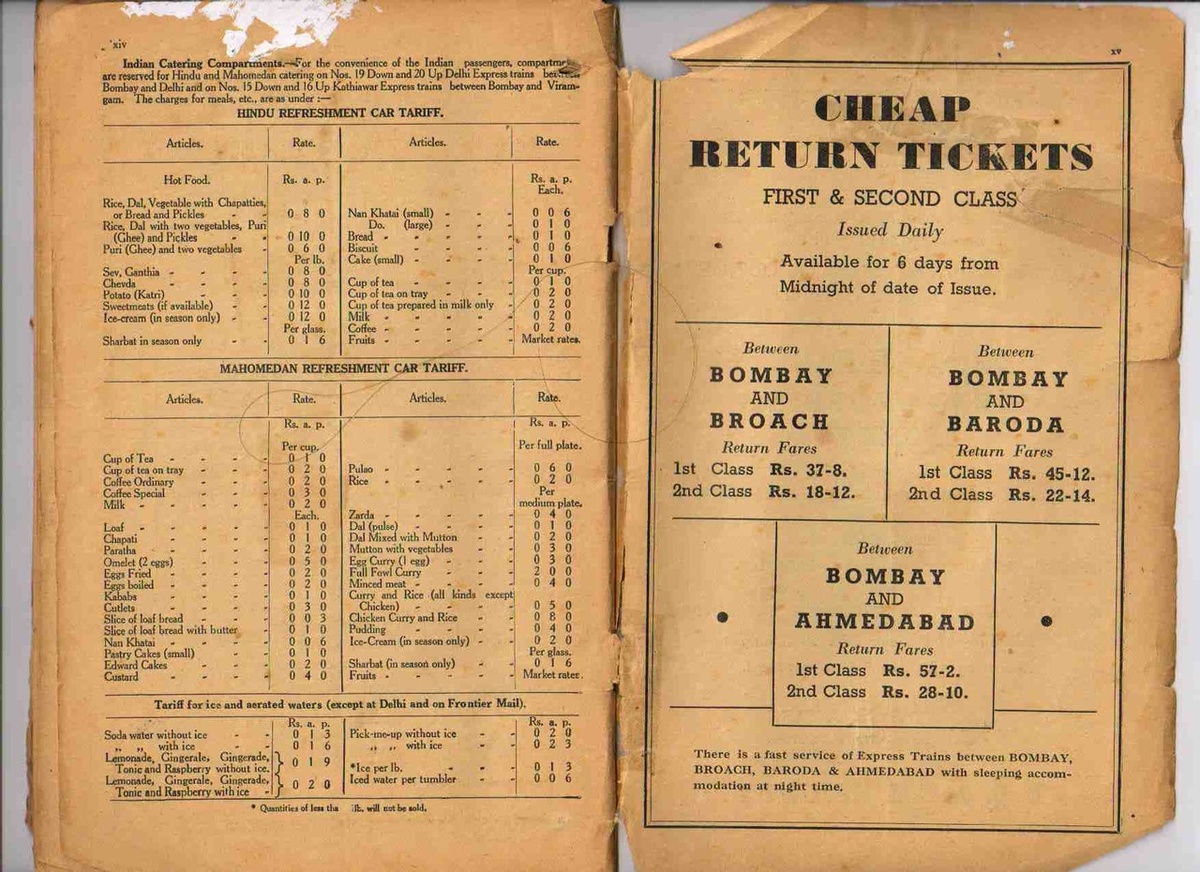 xiv
Indian Catering Compartments.—For the convenience of the Indian passengers,
are reserved for Hindu and Mahomedan catering on Nos. 19 Down and 20 Up Delhi Express trains between
Bombay and Delhi and on Nos. 15 Down and 16 Up Kathiawar Express trains between Bombay and Viram-
gam. The charges for meals, etc., are as under :—
HINDU REFRESHMENT CAR TARIFF.
Articles. Rate. Articles. Rate.
Hot Food. Rs. a. p. Rs. a. p.
Each.
Rice, Dal, Vegetable with Chapatties,
or Bread and Pickles - - 0 8 0 Nan Khatai (small) - - - 0 0 6
Rice, Dal with two vegetables, Puri Do. (large) - - - 0 1 0
(Ghee) and Pickles - - 0 10 0 Bread - - - - - 0 1 0
Puri (Ghee) and two vegetables - 0 6 0 Biscuit - - - - 0 0 6
Per lb. Cake (small) - - - - 0 1 0
Sev, Ganthia - - - - 0 8 0 Per cup.
Chevda - - - - 0 8 0 Cup of tea - - - - 0 1 0
Potato (Katri) - - - - 0 10 0 Cup of tea on tray - - - 0 2 0
Sweetmeats (if available) - - 0 12 0 Cup of tea prepared in milk only - 0 2 0
Ice-cream (in season only) - - 0 12 0 Milk - - - - - 0 2 0
Per glass. Coffee - - - - - 0 2 0
Sharbat in season only - - 0 1 6 Fruits - - - - - Market rates.
MAHOMEDAN REFRESHMENT CAR TARIFF.
Articles. Rate. Articles. Rate.
Rs. a. p. Rs. a. p.
Per cup. Per full plate.
Cup of Tea - - - - 0 1 0
Cup of tea on tray - - - 0 2 0 Pulao - - - - 0 6 0
Coffee Ordinary - - - 0 2 0 Rice - - - - 0 2 0
Coffee Special - - - 0 3 0 Per
Milk - - - - - 0 2 0 medium plate.
Each. Zarda - - - - - 0 4 0
Loaf - - - - - 0 1 0 Dal (pulse) - - - - 0 1 0
Chapati - - - - 0 1 0 Dal Mixed with Mutton - - 0 2 0
Paratha - - - - 0 2 0 Mutton with vegetables - - 0 3 0
Omelet (2 eggs) - - - 0 5 0 Egg Curry (1 egg) - - - 0 3 0
Eggs Fried - - - - 0 2 0 Full Fowl Curry - - - 2 0 0
Eggs boiled - - - - 0 2 0 Minced meat - - - - 0 4 0
Kababs - - - - 0 1 0 Curry and Rice (all kinds except
Cutlets - - - - 0 3 0 Chicken) - - - - 0 5 0
Slice of loaf bread - - - 0 0 3 Chicken Curry and Rice - - 0 8 0
Slice of loaf bread with butter - 0 1 0 Pudding - - - - 0 4 0
Nan Khatai - - - - 0 0 6 Ice-Cream (in season only) - - 0 2 0
Pastry Cakes (small) - - - 0 1 0 Per glass.
Edward Cakes - - - 0 2 0 Sharbat (in season only) - - 0 1 6
Custard - - - - 0 4 0 Fruits - - - - - Market rates.
Tariff for ice and aerated waters (except at Delhi and on Frontier Mail).
Rs. a. p. Rs. a. p.
Soda water without ice - - 0 1 3 Pick-me-up without ice - - 0 2 0
„ „ with ice - - 0 1 6 „ „ with ice - - 0 2 3
Lemonade, Gingerale, Gingerade,
Tonic and Raspberry without ice. } 0 1 9 *Ice per lb. - - - 0 1 3
Lemonade, Gingerale, Gingerade, Iced water per tumbler - - 0 0 6
Tonic and Raspberry with ice - } 0 2 0
* Quantities of less lb. will not be sold.
xv
CHEAP
RETURN TICKETS
FIRST & SECOND CLASS
Issued Daily
Available for 6 days from
Midnight of date of Issue.
Between
BOMBAY
AND
BROACH
Return Fares
1st Class Rs. 37-8.
2nd Class Rs. 18-12.
Between
BOMBAY
AND
BARODA
Return Fares
1st Class Rs. 45-12.
2nd Class Rs. 22-14.
Between
BOMBAY
AND
AHMEDABAD
Return Fares
1st Class Rs. 57-2.
2nd Class Rs. 28-10.
There is a fast service of Express Trains between BOMBAY,
BROACH, BARODA & AHMEDABAD with sleeping accom-
modation at night time.